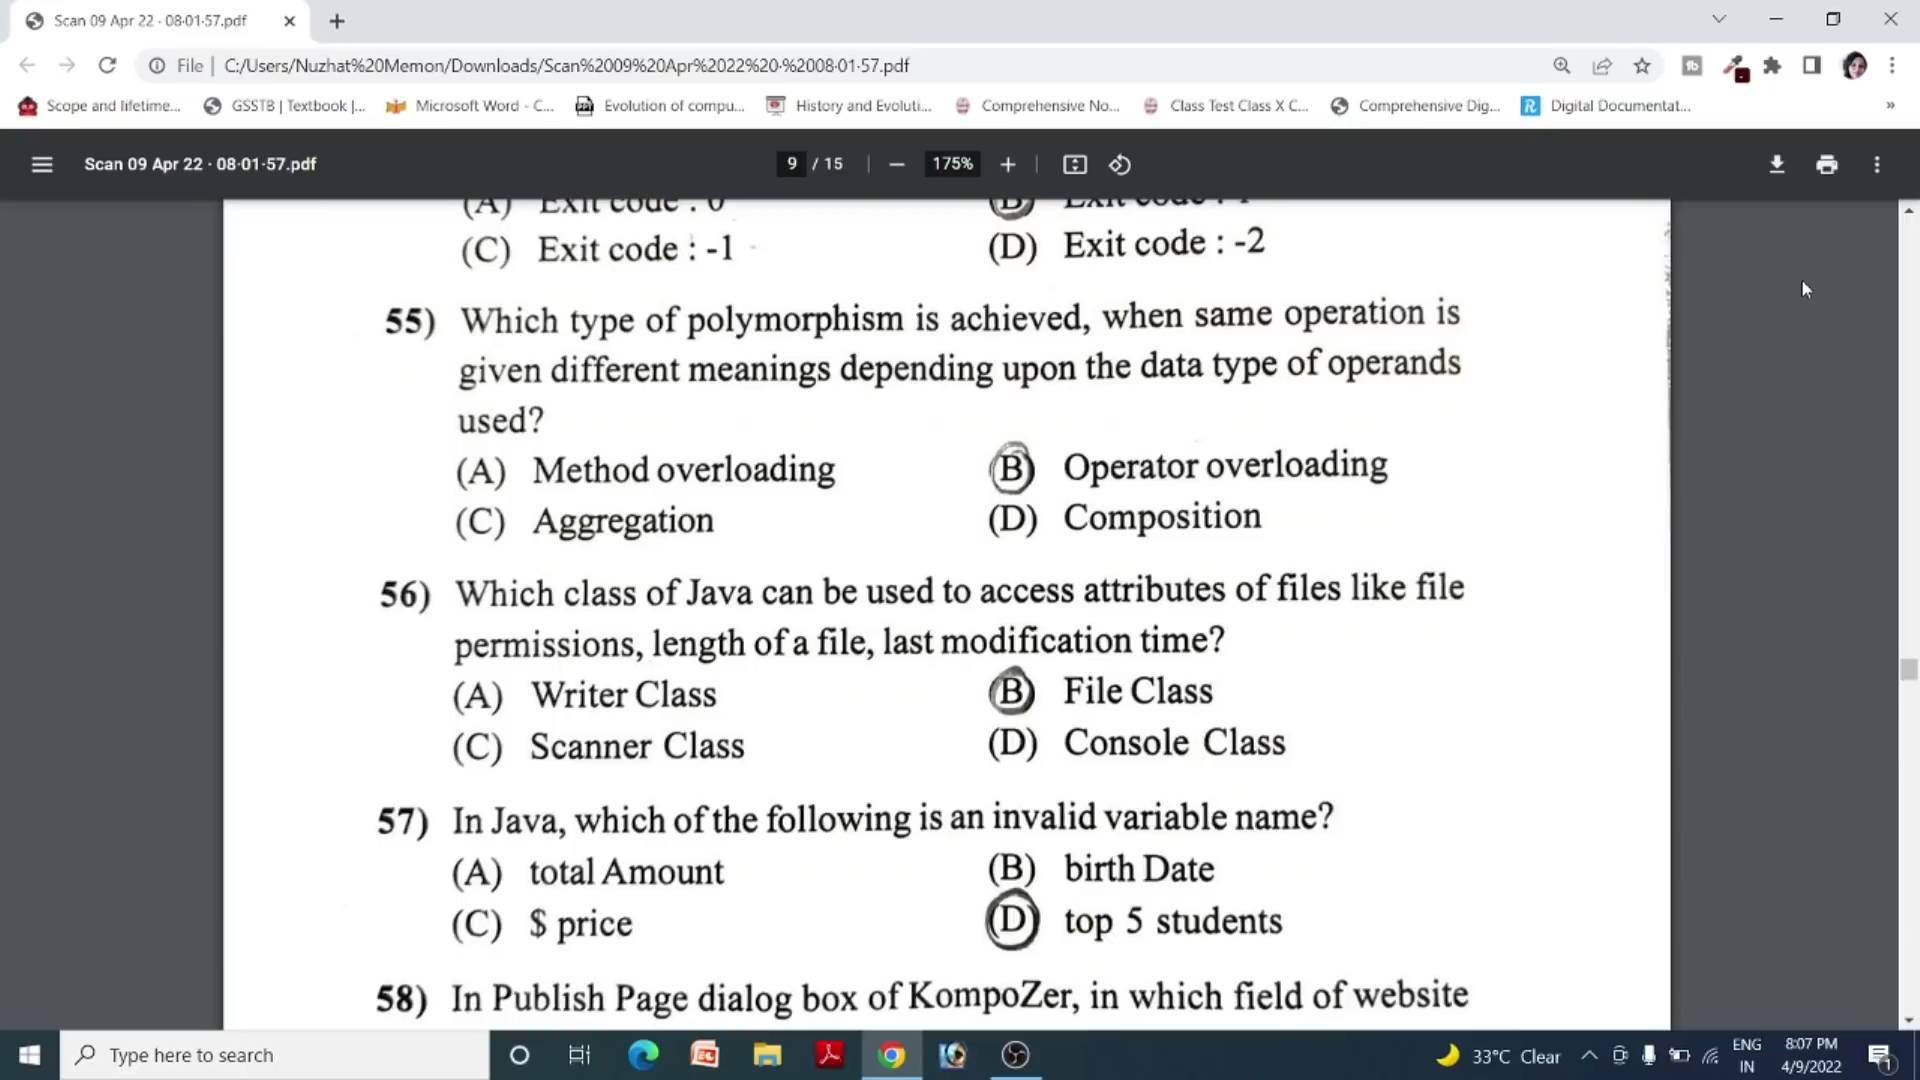 Scan 09 Apr 22 - 08-01-57.pdf
File | C:/Users/Nuzhat%20Memon/Downloads/Scan%2009%20Apr%2022%20-%2008-01-57.pdf
Scope and lifetime... GSSTB | Textbook |... Microsoft Word - C... Evolution of compu... History and Evoluti... Comprehensive No... Class Test Class X C... Comprehensive Dig... Digital Documentat... »
Scan 09 Apr 22 - 08-01-57.pdf 9 / 15 175%
(A) Exit code : 0 (B) Exit code : 1
(C) Exit code : -1 (D) Exit code : -2
55) Which type of polymorphism is achieved, when same operation is
given different meanings depending upon the data type of operands
used?
(A) Method overloading (B) Operator overloading
(C) Aggregation (D) Composition
56) Which class of Java can be used to access attributes of files like file
permissions, length of a file, last modification time?
(A) Writer Class (B) File Class
(C) Scanner Class (D) Console Class
57) In Java, which of the following is an invalid variable name?
(A) total Amount (B) birth Date
(C) $ price (D) top 5 students
58) In Publish Page dialog box of KompoZer, in which field of website
Type here to search 33°C Clear ENG 8:07 PM
IN 4/9/2022 1